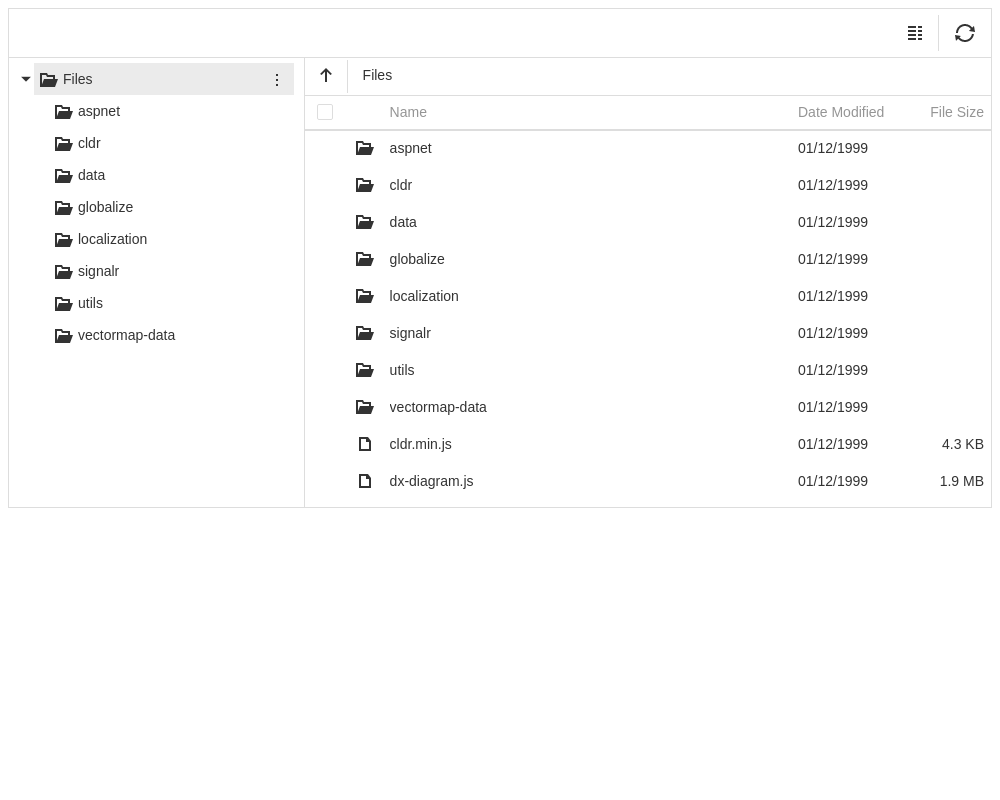 Files
aspnet
cldr
data
globalize
localization
signalr
utils
vectormap-data
Files
Name Date Modified File Size
aspnet 01/12/1999
cldr 01/12/1999
data 01/12/1999
globalize 01/12/1999
localization 01/12/1999
signalr 01/12/1999
utils 01/12/1999
vectormap-data 01/12/1999
cldr.min.js 01/12/1999 4.3 KB
dx-diagram.js 01/12/1999 1.9 MB